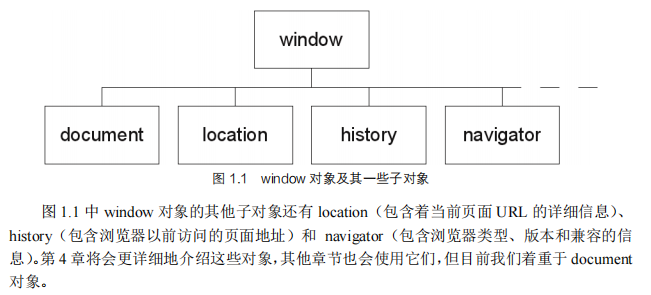 window
document location history navigator
图 1.1 window 对象及其一些子对象
图 1.1 中 window 对象的其他子对象还有 location（包含着当前页面 URL 的详细信息）、
history（包含浏览器以前访问的页面地址）和 navigator（包含浏览器类型、版本和兼容的信
息）。第 4 章将会更详细地介绍这些对象，其他章节也会使用它们，但目前我们着重于 document
对象。